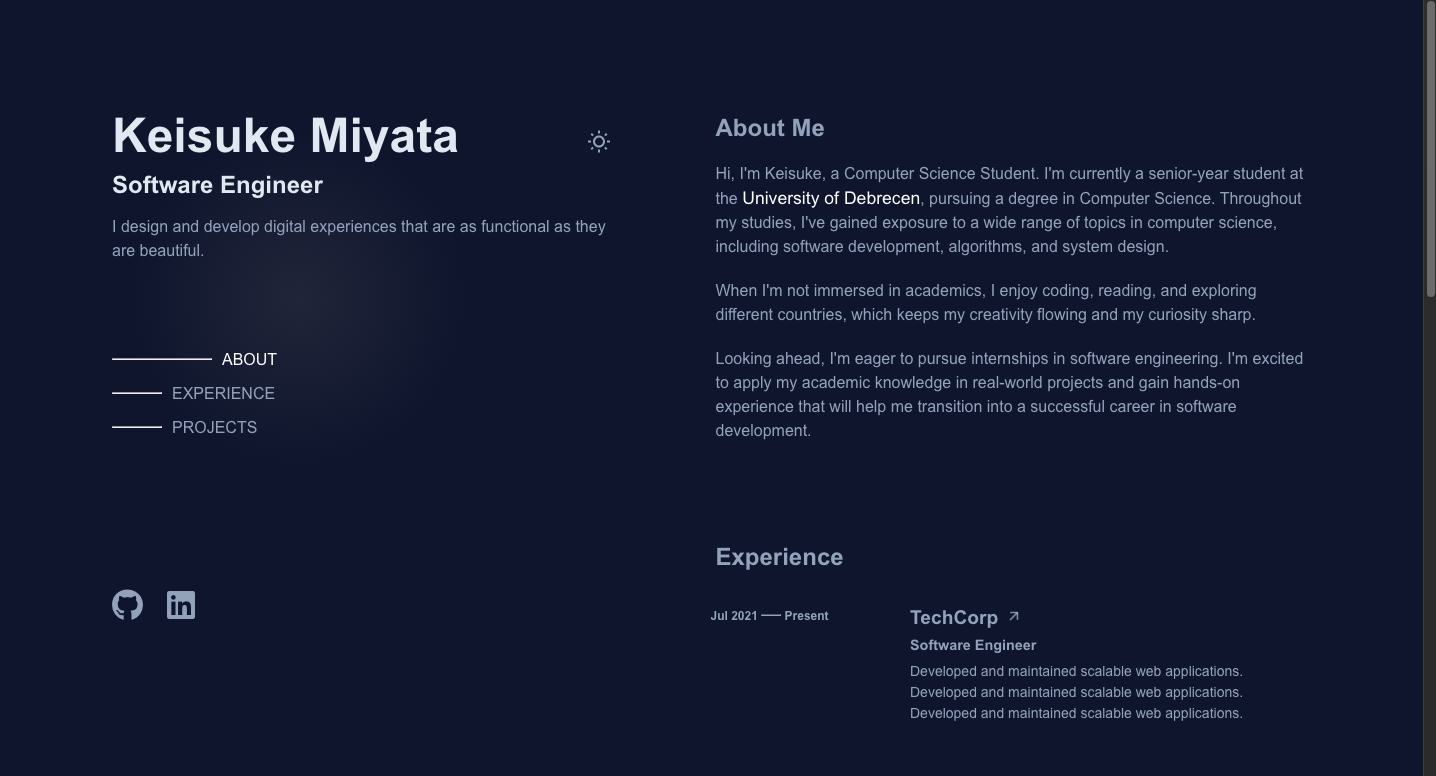 Keisuke Miyata
Software Engineer
I design and develop digital experiences that are as functional as they
are beautiful.
ABOUT
EXPERIENCE
PROJECTS
About Me
Hi, I'm Keisuke, a Computer Science Student. I'm currently a senior-year student at
the University of Debrecen, pursuing a degree in Computer Science. Throughout
my studies, I've gained exposure to a wide range of topics in computer science,
including software development, algorithms, and system design.
When I'm not immersed in academics, I enjoy coding, reading, and exploring
different countries, which keeps my creativity flowing and my curiosity sharp.
Looking ahead, I'm eager to pursue internships in software engineering. I'm excited
to apply my academic knowledge in real-world projects and gain hands-on
experience that will help me transition into a successful career in software
development.
Experience
Jul 2021 — Present
TechCorp
Software Engineer
Developed and maintained scalable web applications.
Developed and maintained scalable web applications.
Developed and maintained scalable web applications.
in